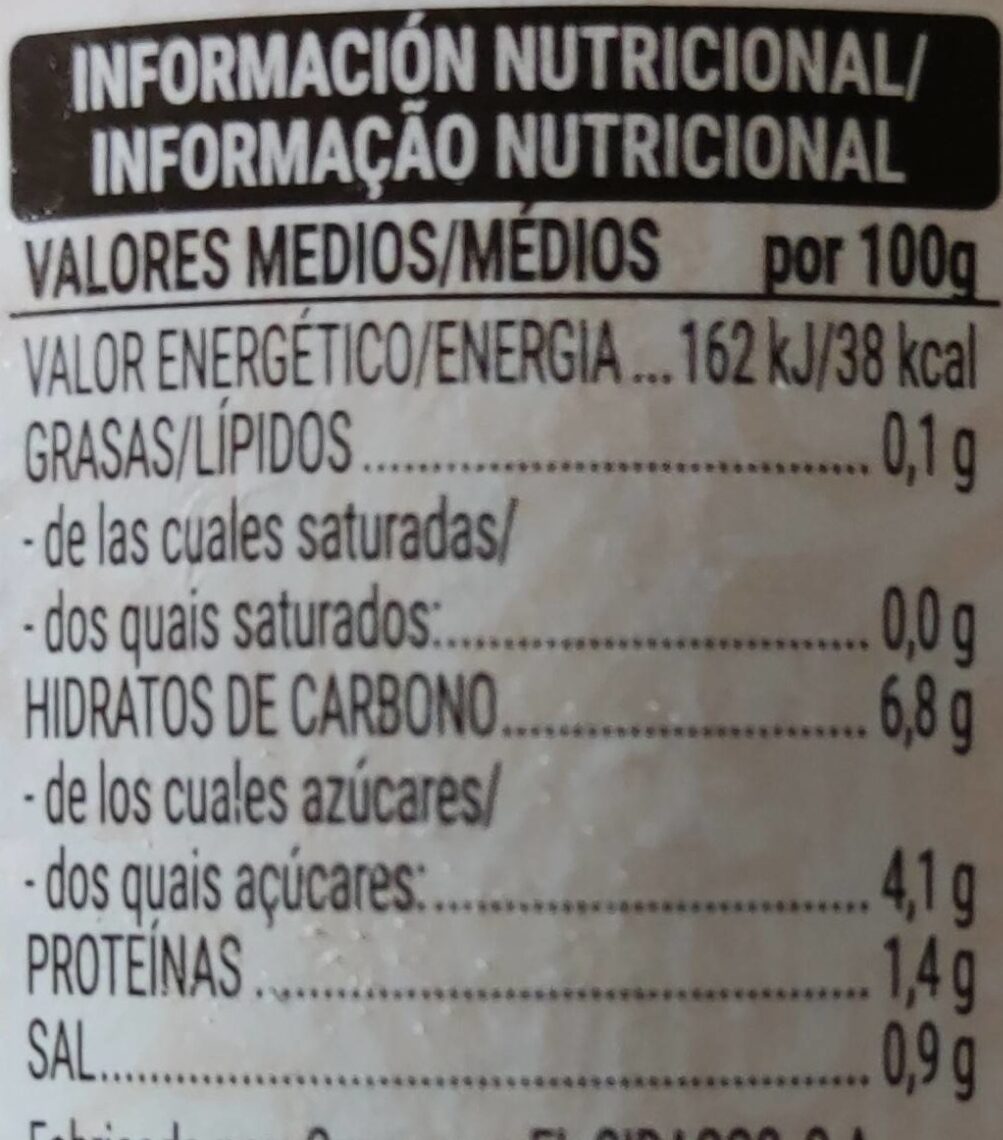 INFORMACIÓN NUTRICIONAL/
INFORMAÇÃO NUTRICIONAL
VALORES MEDIOS/MÉDIOS por 100g
VALOR ENERGÉTICO/ENERGIA ... 162 kJ/38 kcal
GRASAS/LÍPIDOS ........................................ 0,1 g
- de las cuales saturadas/
- dos quais saturados:................................. 0,0 g
HIDRATOS DE CARBONO............................ 6,8 g
- de los cuales azúcares/
- dos quais açúcares:.................................. 4,1 g
PROTEÍNAS ................................................ 1,4 g
SAL............................................................ 0,9 g